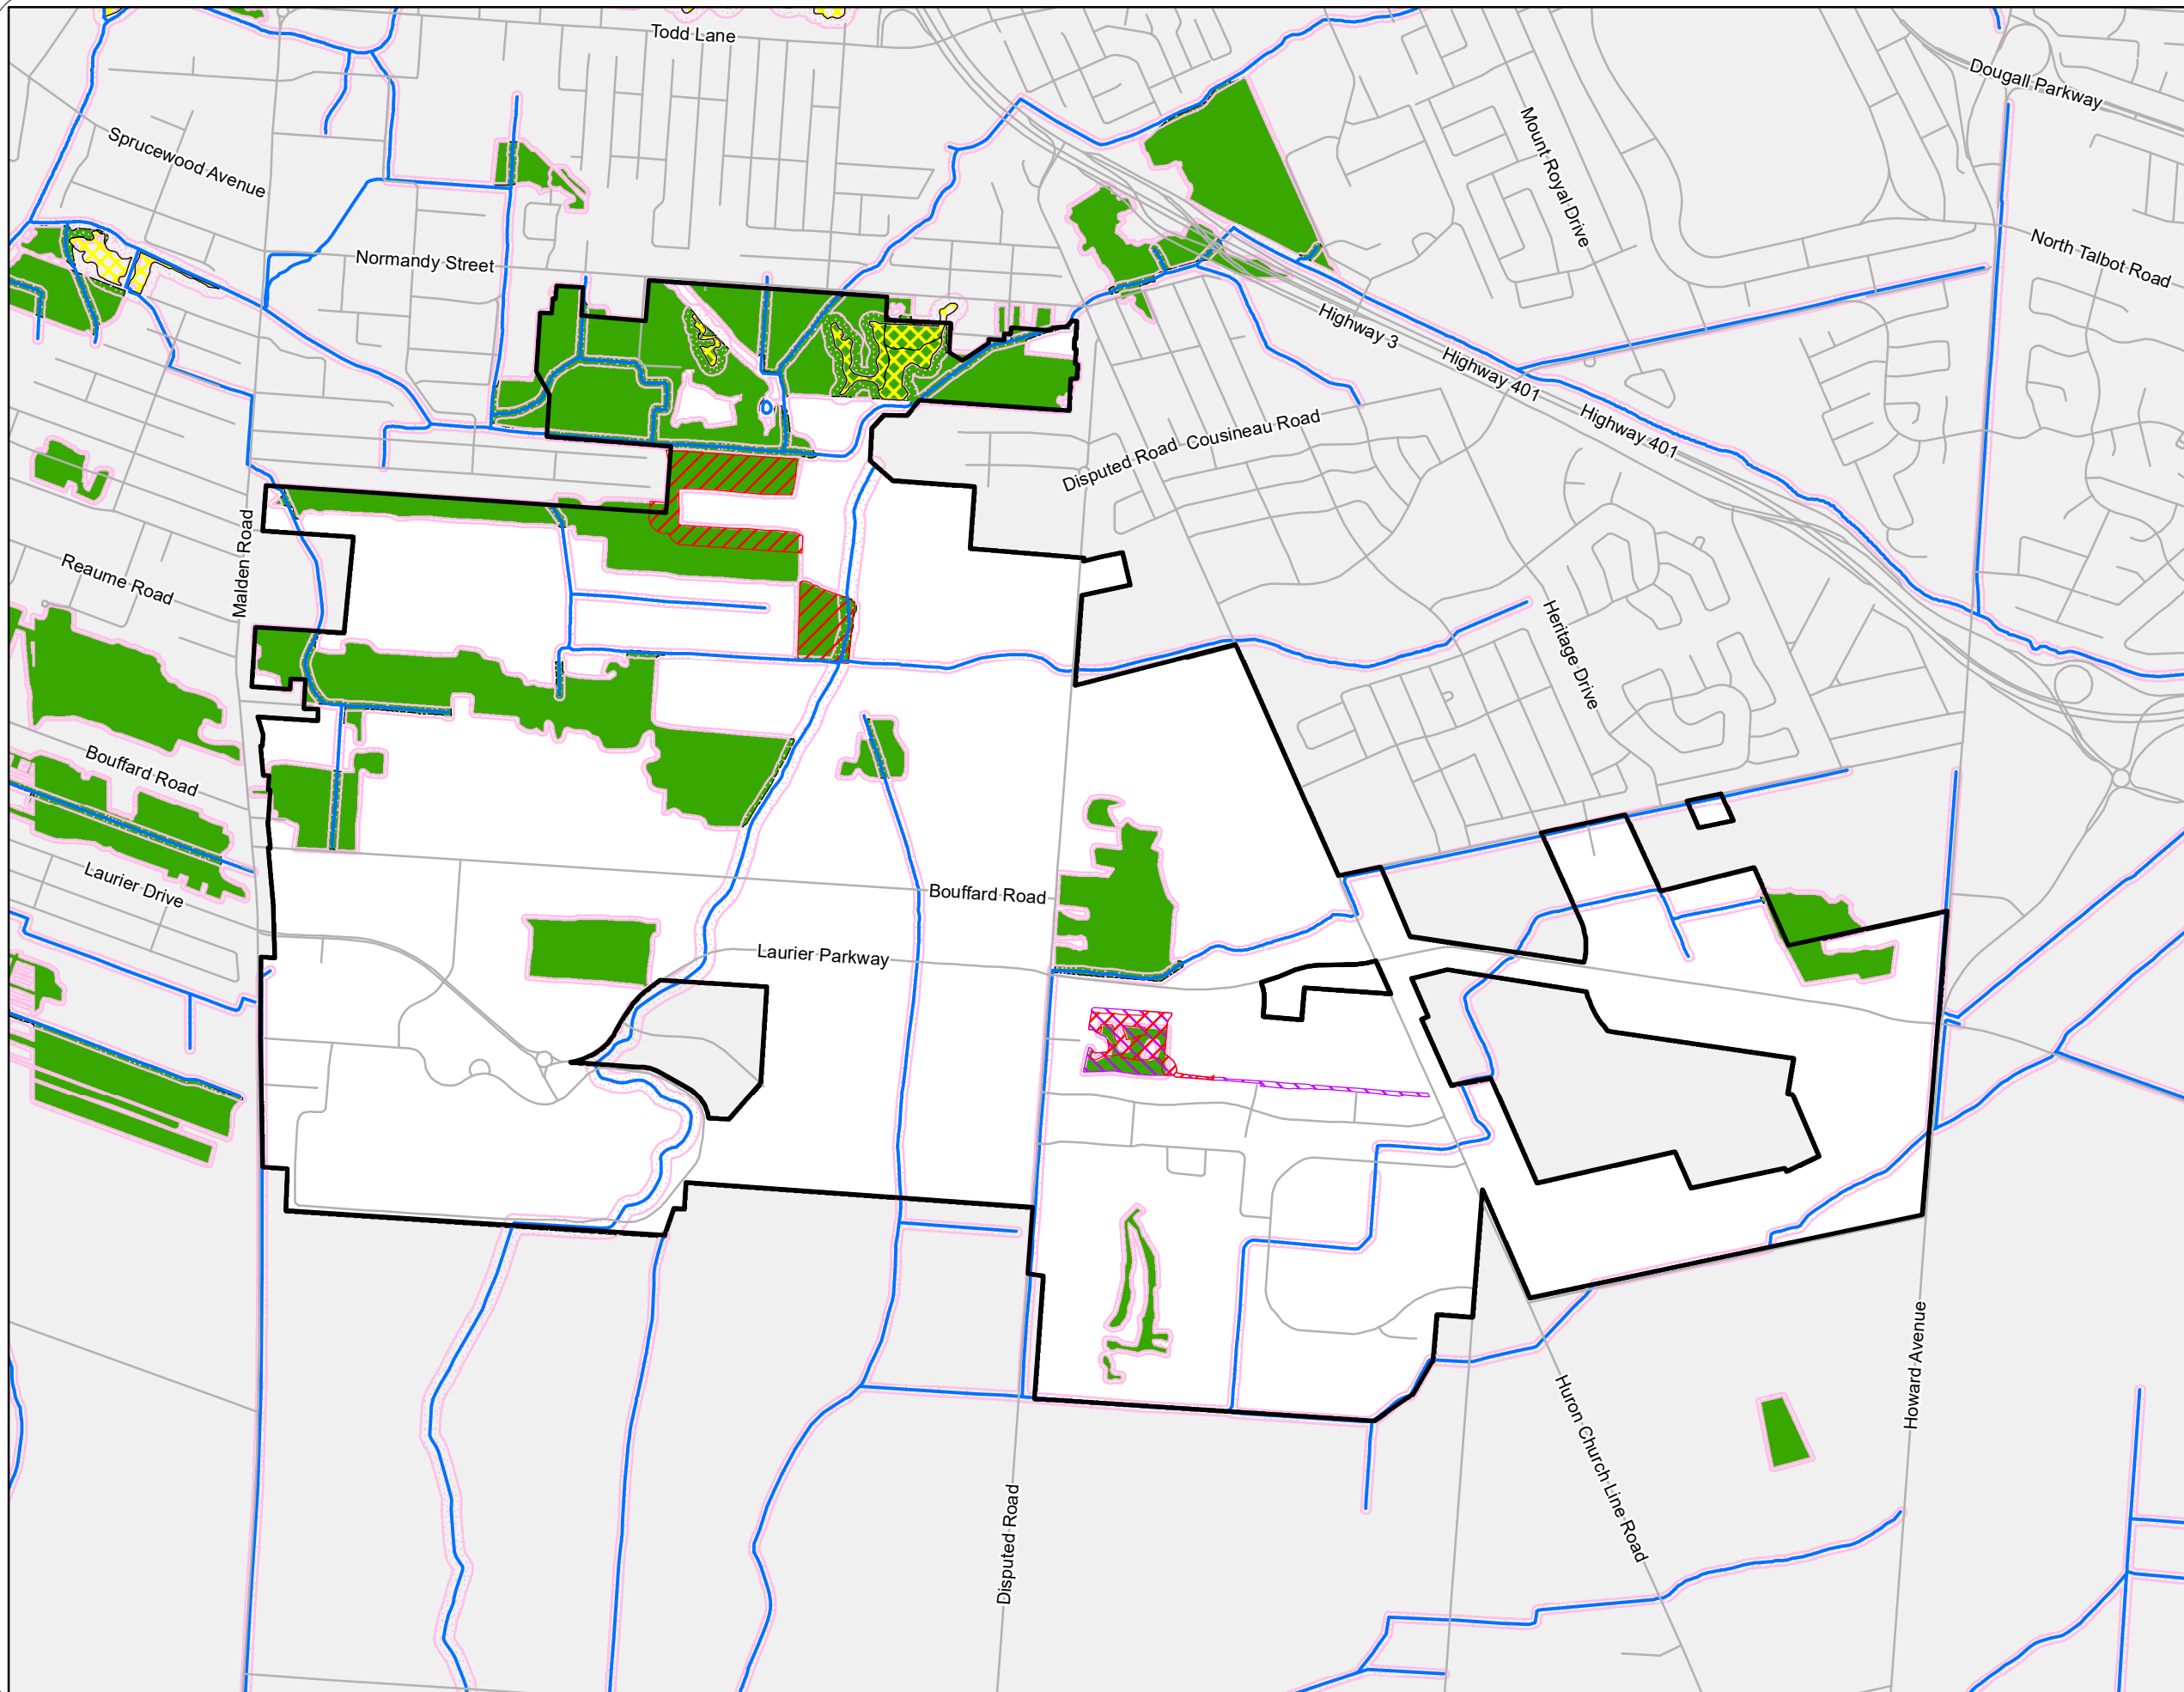 Todd Lane
Dougall Parkway
Sprucewood Avenue
Mount Royal Drive
North Talbot Road
Normandy Street
Highway 3
Highway 401
Highway 401
Disputed Road
Cousineau Road
Malden Road
Reaume Road
Heritage Drive
Bouffard Road
Laurier Drive
Bouffard Road
Laurier Parkway
Howard Avenue
Huron Church Line Road
Disputed Road